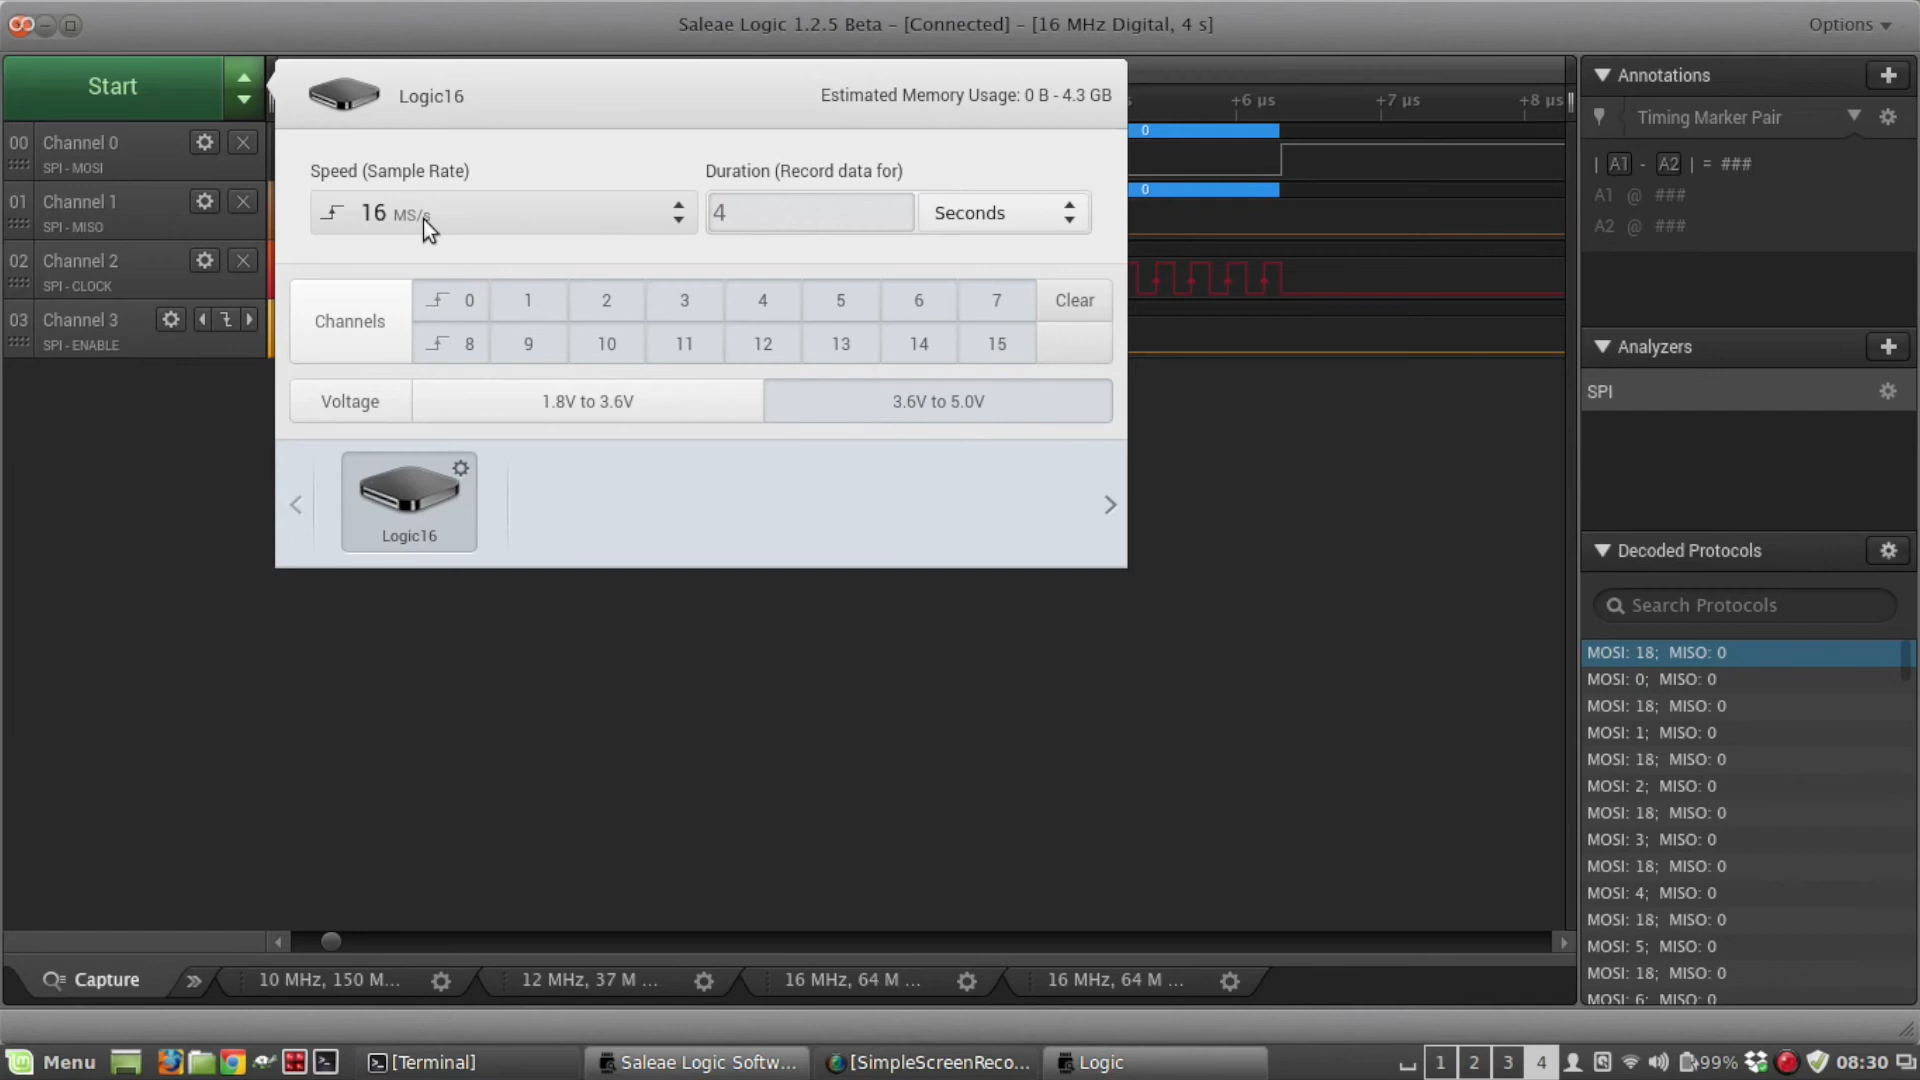 Saleae Logic 1.2.5 Beta - [Connected] - [16 MHz Digital, 4 s]
Options
Start
Logic16
Estimated Memory Usage: 0 B - 4.3 GB
+6 µs
+7 µs
+8 µs
Annotations
00 Channel 0
SPI - MOSI
0
Timing Marker Pair
Speed (Sample Rate)
Duration (Record data for)
| A1 - A2 | = ###
A1 @ ###
A2 @ ###
01 Channel 1
SPI - MISO
0
16 MS/s
4
Seconds
02 Channel 2
SPI - CLOCK
03 Channel 3
SPI - ENABLE
Channels
0 1 2 3 4 5 6 7
Clear
8 9 10 11 12 13 14 15
Voltage
1.8V to 3.6V
3.6V to 5.0V
Logic16
Analyzers
SPI
Decoded Protocols
Search Protocols
MOSI: 18; MISO: 0
MOSI: 0; MISO: 0
MOSI: 18; MISO: 0
MOSI: 1; MISO: 0
MOSI: 18; MISO: 0
MOSI: 2; MISO: 0
MOSI: 18; MISO: 0
MOSI: 3; MISO: 0
MOSI: 18; MISO: 0
MOSI: 4; MISO: 0
MOSI: 18; MISO: 0
MOSI: 5; MISO: 0
MOSI: 18; MISO: 0
MOSI: 6; MISO: 0
Capture
10 MHz, 150 M...
12 MHz, 37 M ...
16 MHz, 64 M ...
16 MHz, 64 M ...
Menu
[Terminal]
Saleae Logic Softw...
[SimpleScreenReco...
Logic
1 2 3 4
99%
08:30